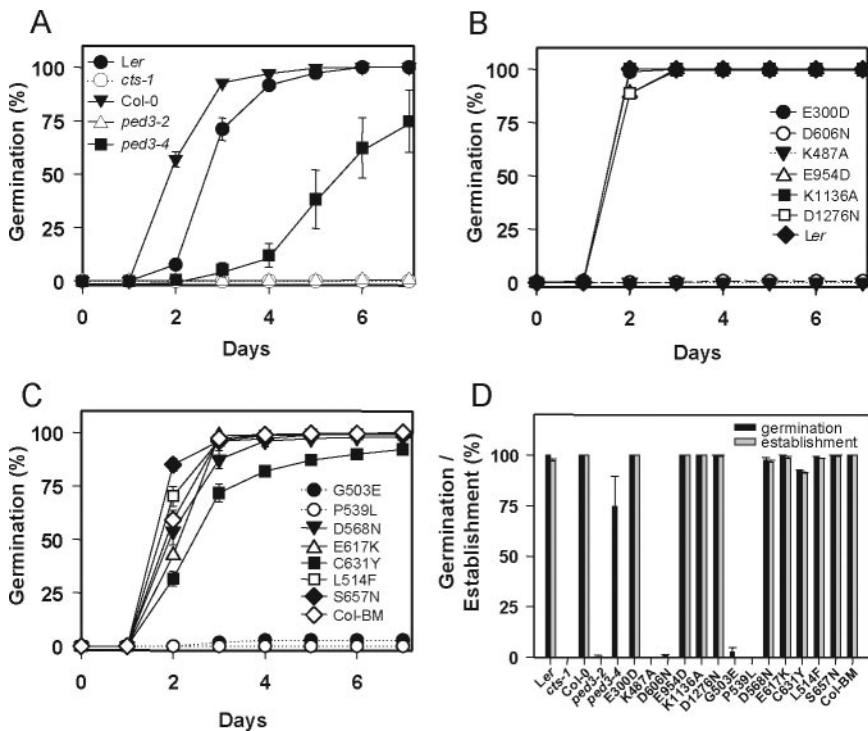 A
Germination (%)
100
75
50
25
0
0 2 4 6
Days
Ler
cts-1
Col-0
ped3-2
ped3-4
B
Germination (%)
100
75
50
25
0
0 2 4 6
Days
E300D
D606N
K487A
E954D
K1136A
D1276N
Ler
C
Germination (%)
100
75
50
25
0
0 2 4 6
Days
G503E
P539L
D568N
E617K
C631Y
L514F
S657N
Col-BM
D
Germination /
Establishment (%)
100
75
50
25
0
germination
establishment
Ler
cts-1
Col-0
ped3-2
ped3-4
E300D
K487A
D606N
E954D
K1136A
D1276N
G503E
P539L
D568N
E617K
C631Y
L514F
S657N
Col-BM